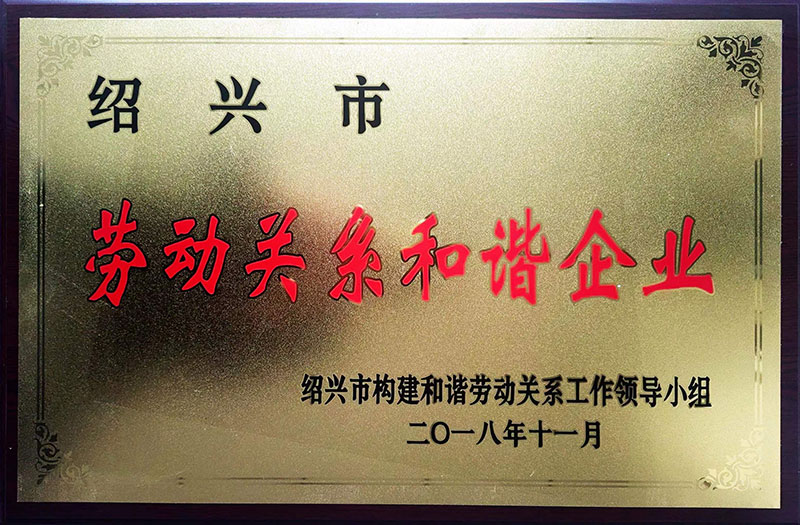 绍兴市
劳动关系和谐企业
绍兴市构建和谐劳动关系工作领导小组
二〇一八年十一月